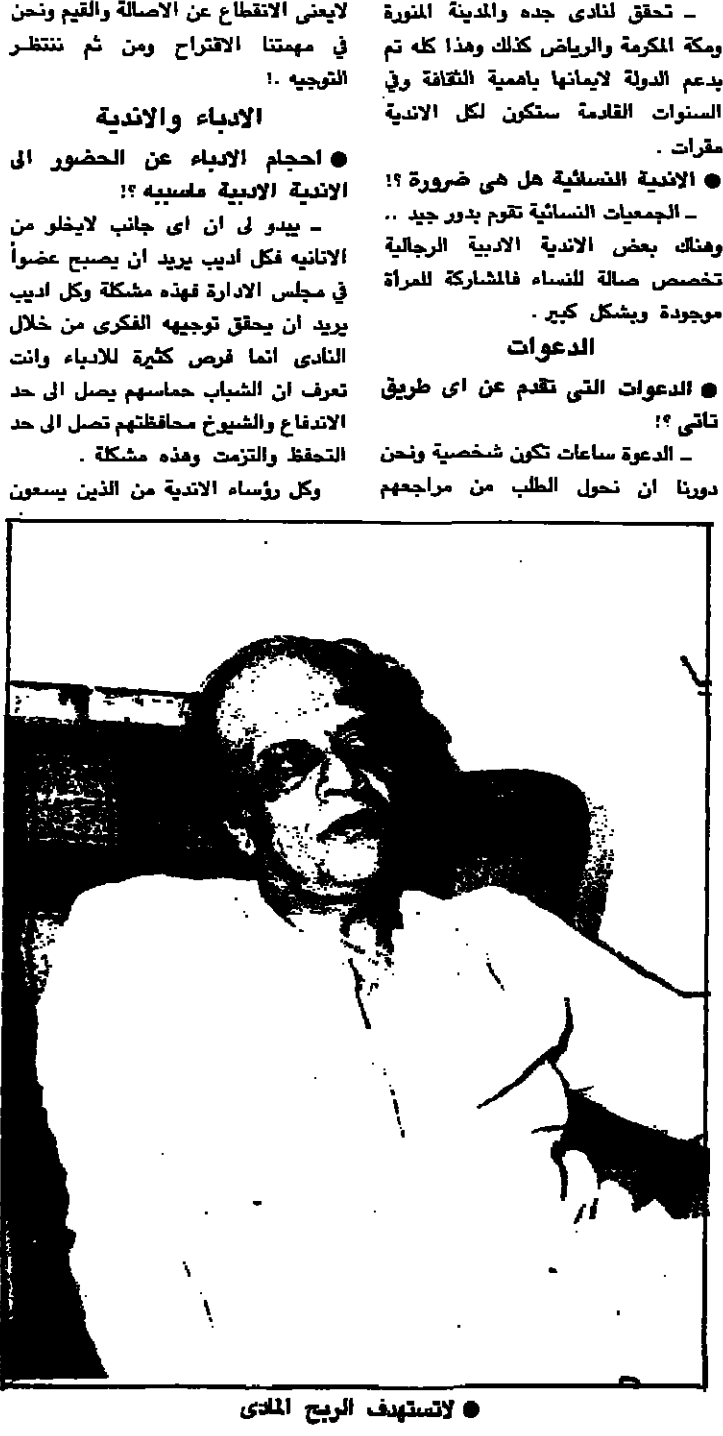 ـ تحقق لنادى جده والمدينة المنورة
ومكة المكرمة والرياض كذلك وهذا كله تم
بدعم الدولة لايمانها باهمية الثقافة وفي
السنوات القادمة ستكون لكل الاندية
مقرات .
● الاندية النسائية هل هى ضرورة ؟!
ـ الجمعيات النسائية تقوم بدور جيد ..
وهناك بعض الاندية الادبية الرجالية
تخصص صالة للنساء فالمشاركة للمرأة
موجودة وبشكل كبير .
الدعوات
● الدعوات التى تقدم عن اى طريق
تاتى ؟!
ـ الدعوة ساعات تكون شخصية ونحن
دورنا ان نحول الطلب من مراجعهم
لايعنى الانقطاع عن الاصالة والقيم ونحن
في مهمتنا الاقتراح ومن ثم ننتظر
التوجيه .!
الادباء والاندية
● احجام الادباء عن الحضور الى
الاندية الادبية ماسببه ؟!
ـ يبدو لى ان اى جانب لايخلو من
الانانيه فكل اديب يريد ان يصبح عضواً
في مجلس الادارة فهذه مشكلة وكل اديب
يريد ان يحقق توجيهه الفكرى من خلال
النادى انما فرص كثيرة للادباء وانت
تعرف ان الشباب حماسهم يصل الى حد
الاندفاع والشيوخ محافظتهم تصل الى حد
التحفظ والتزمت وهذه مشكلة .
وكل رؤساء الاندية من الذين يسعون
● لاتستهدف الربح المادى